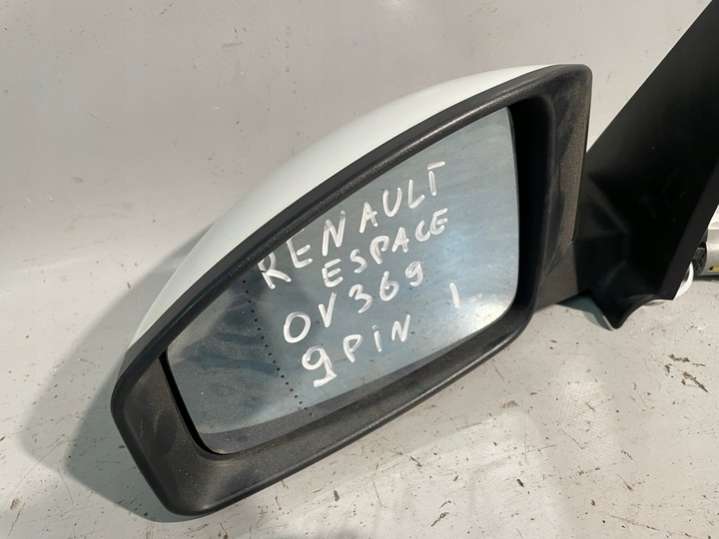 RENAULT
ESPACE
OV369
9PiN 1